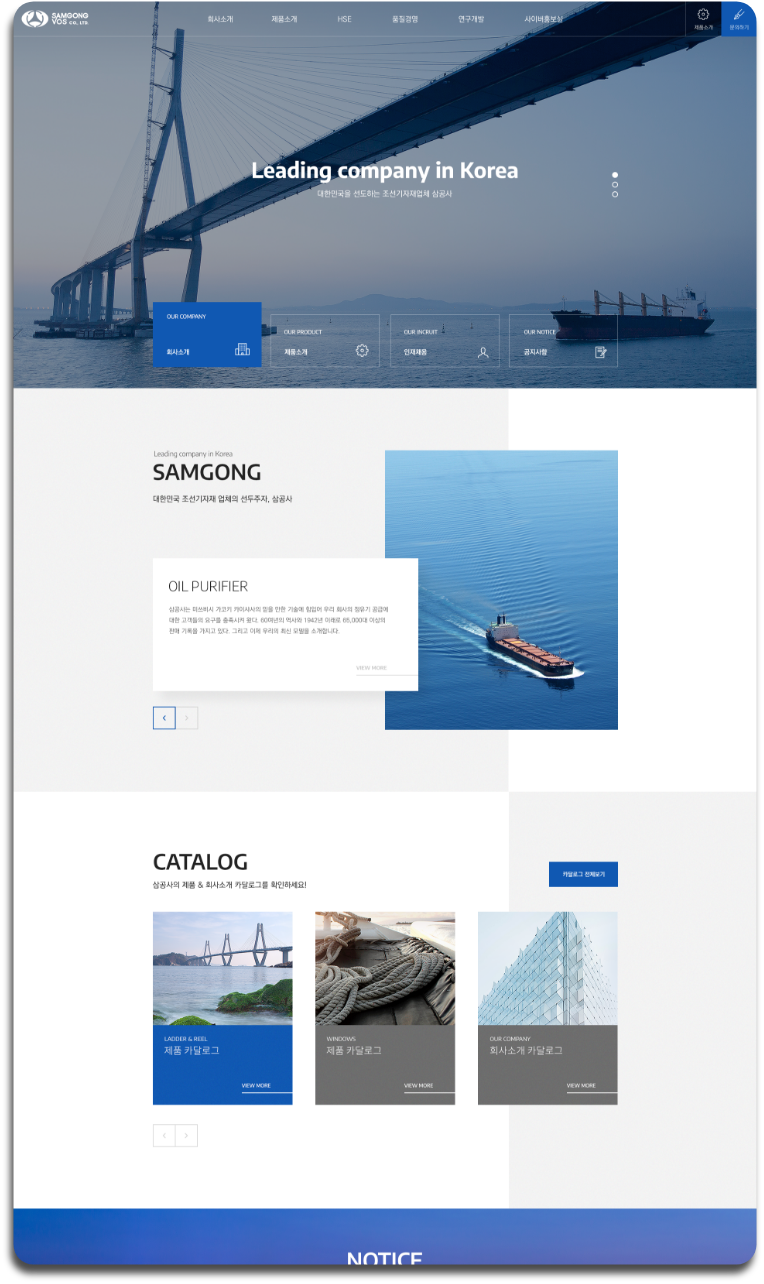 SAMGONG
VOS CO., LTD
회사소개
제품소개
HSE
품질경영
연구개발
사이버홍보실
제품소개
문의하기
Leading company in Korea
대한민국을 선도하는 조선기자재업체 삼공사
OUR COMPANY
회사소개
OUR PRODUCT
제품소개
OUR INCRUIT
인재채용
OUR NOTICE
공지사항
Leading company in Korea
SAMGONG
대한민국 조선기자재 업체의 선두주자, 삼공사
OIL PURIFIER
삼공사는 미쓰비시 가코키 카이샤사의 믿을 만한 기술에 힘입어 우리 회사의 청유기 공급에
대한 고객들의 요구를 충족시켜 왔다. 60여년의 역사와 1942년 이래로 65,000대 이상의
판매 기록을 가지고 있다. 그리고 이제 우리의 최신 모델을 소개합니다.
VIEW MORE
CATALOG
삼공사의 제품 & 회사소개 카달로그를 확인하세요!
카달로그 전체보기
LADDER & REEL
제품 카달로그
VIEW MORE
WINDOWS
제품 카달로그
VIEW MORE
OUR COMPANY
회사소개 카달로그
VIEW MORE
NOTICE